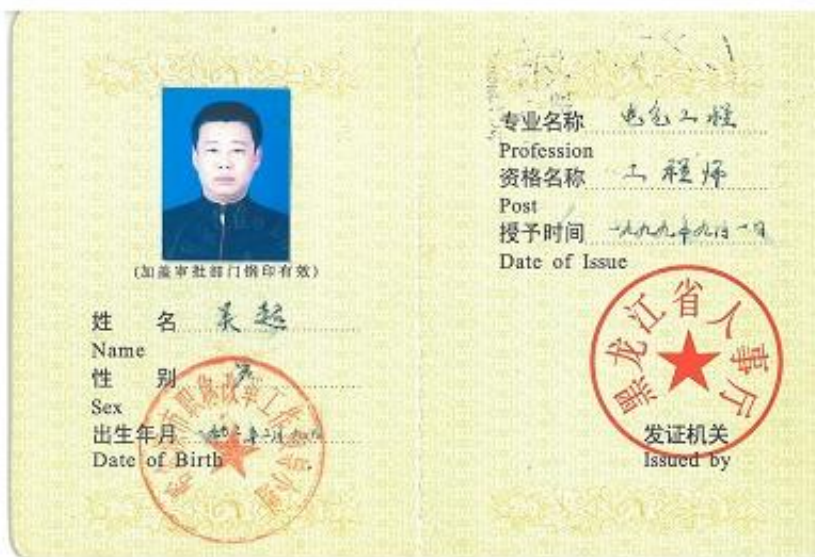 (加盖审批部门钢印有效)
姓 名 吴超
Name
性 别 男
Sex
出生年月
Date of Birth
专业名称 电气工程
Profession
资格名称 工程师
Post
授予时间 一九九九年九月一日
Date of Issue
黑龙江省人事厅
发证机关
Issued by